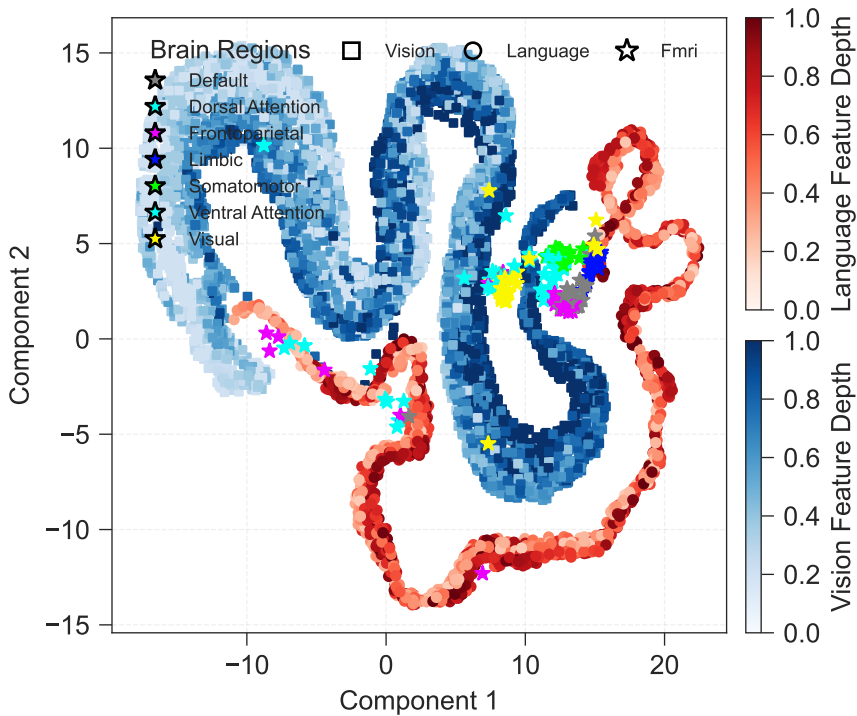 Brain Regions
Vision
Language
Fmri
Default
Dorsal Attention
Frontoparietal
Limbic
Somatomotor
Ventral Attention
Visual
15
10
5
0
−5
−10
−15
Component 2
−10
0
10
20
Component 1
1.0
0.8
0.6
0.4
0.2
0.0
Language Feature Depth
1.0
0.8
0.6
0.4
0.2
0.0
Vision Feature Depth